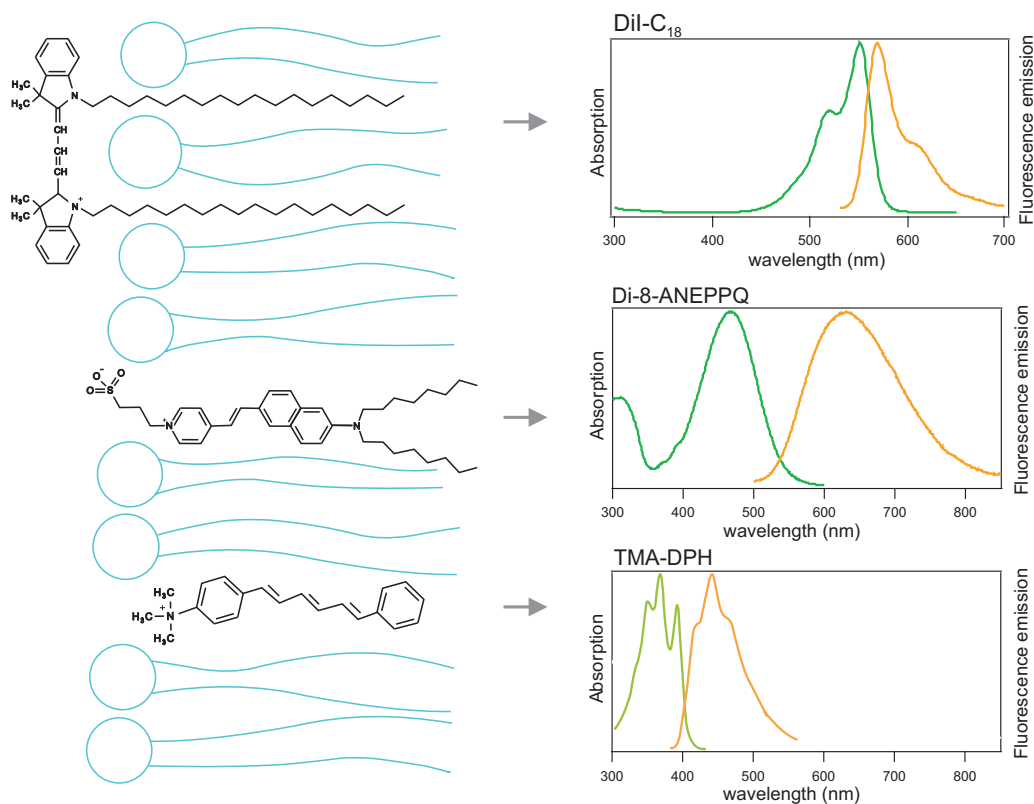 DiI-C18
Absorption
Fluorescence emission
300 400 500 600 700
wavelength (nm)
Di-8-ANEPPQ
Absorption
Fluorescence emission
300 400 500 600 700 800
wavelength (nm)
TMA-DPH
Absorption
Fluorescence emission
300 400 500 600 700 800
wavelength (nm)
H₃C
H₃C
N
CH
CH
CH
H₃C
H₃C
N+
O-
O
O
S
N+
N
H₃C
H₃C
N+
CH₃